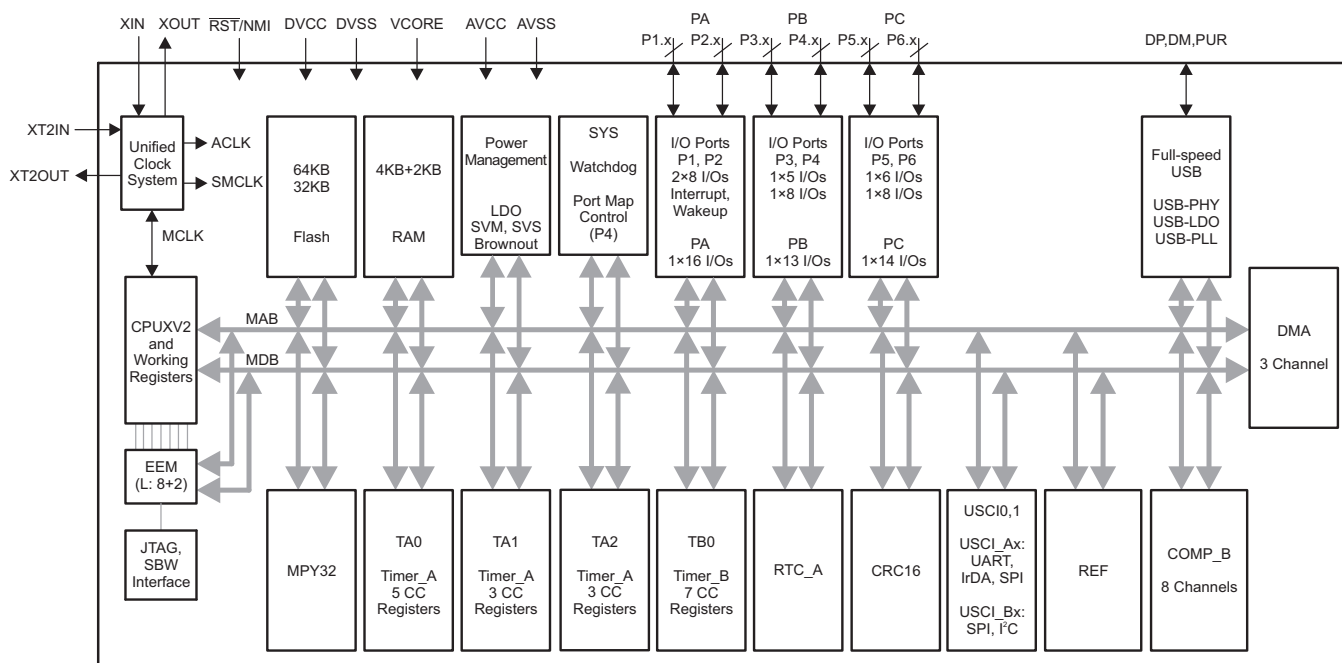 XIN
XOUT
RST/NMI
DVCC
DVSS
VCORE
AVCC
AVSS
PA
P1.x
P2.x
PB
P3.x
P4.x
PC
P5.x
P6.x
DP,DM,PUR
XT2IN
XT2OUT
Unified
Clock
System
ACLK
SMCLK
MCLK
64KB
32KB
Flash
4KB+2KB
RAM
Power
Management
LDO
SVM, SVS
Brownout
SYS
Watchdog
Port Map
Control
(P4)
I/O Ports
P1, P2
2×8 I/Os
Interrupt,
Wakeup
PA
1×16 I/Os
I/O Ports
P3, P4
1×5 I/Os
1×8 I/Os
PB
1×13 I/Os
I/O Ports
P5, P6
1×6 I/Os
1×8 I/Os
PC
1×14 I/Os
Full-speed
USB
USB-PHY
USB-LDO
USB-PLL
CPUXV2
and
Working
Registers
MAB
MDB
DMA
3 Channel
EEM
(L: 8+2)
JTAG,
SBW
Interface
MPY32
TA0
Timer_A
5 CC
Registers
TA1
Timer_A
3 CC
Registers
TA2
Timer_A
3 CC
Registers
TB0
Timer_B
7 CC
Registers
RTC_A
CRC16
USCI0,1
USCI_Ax:
UART,
IrDA, SPI
USCI_Bx:
SPI, I²C
REF
COMP_B
8 Channels